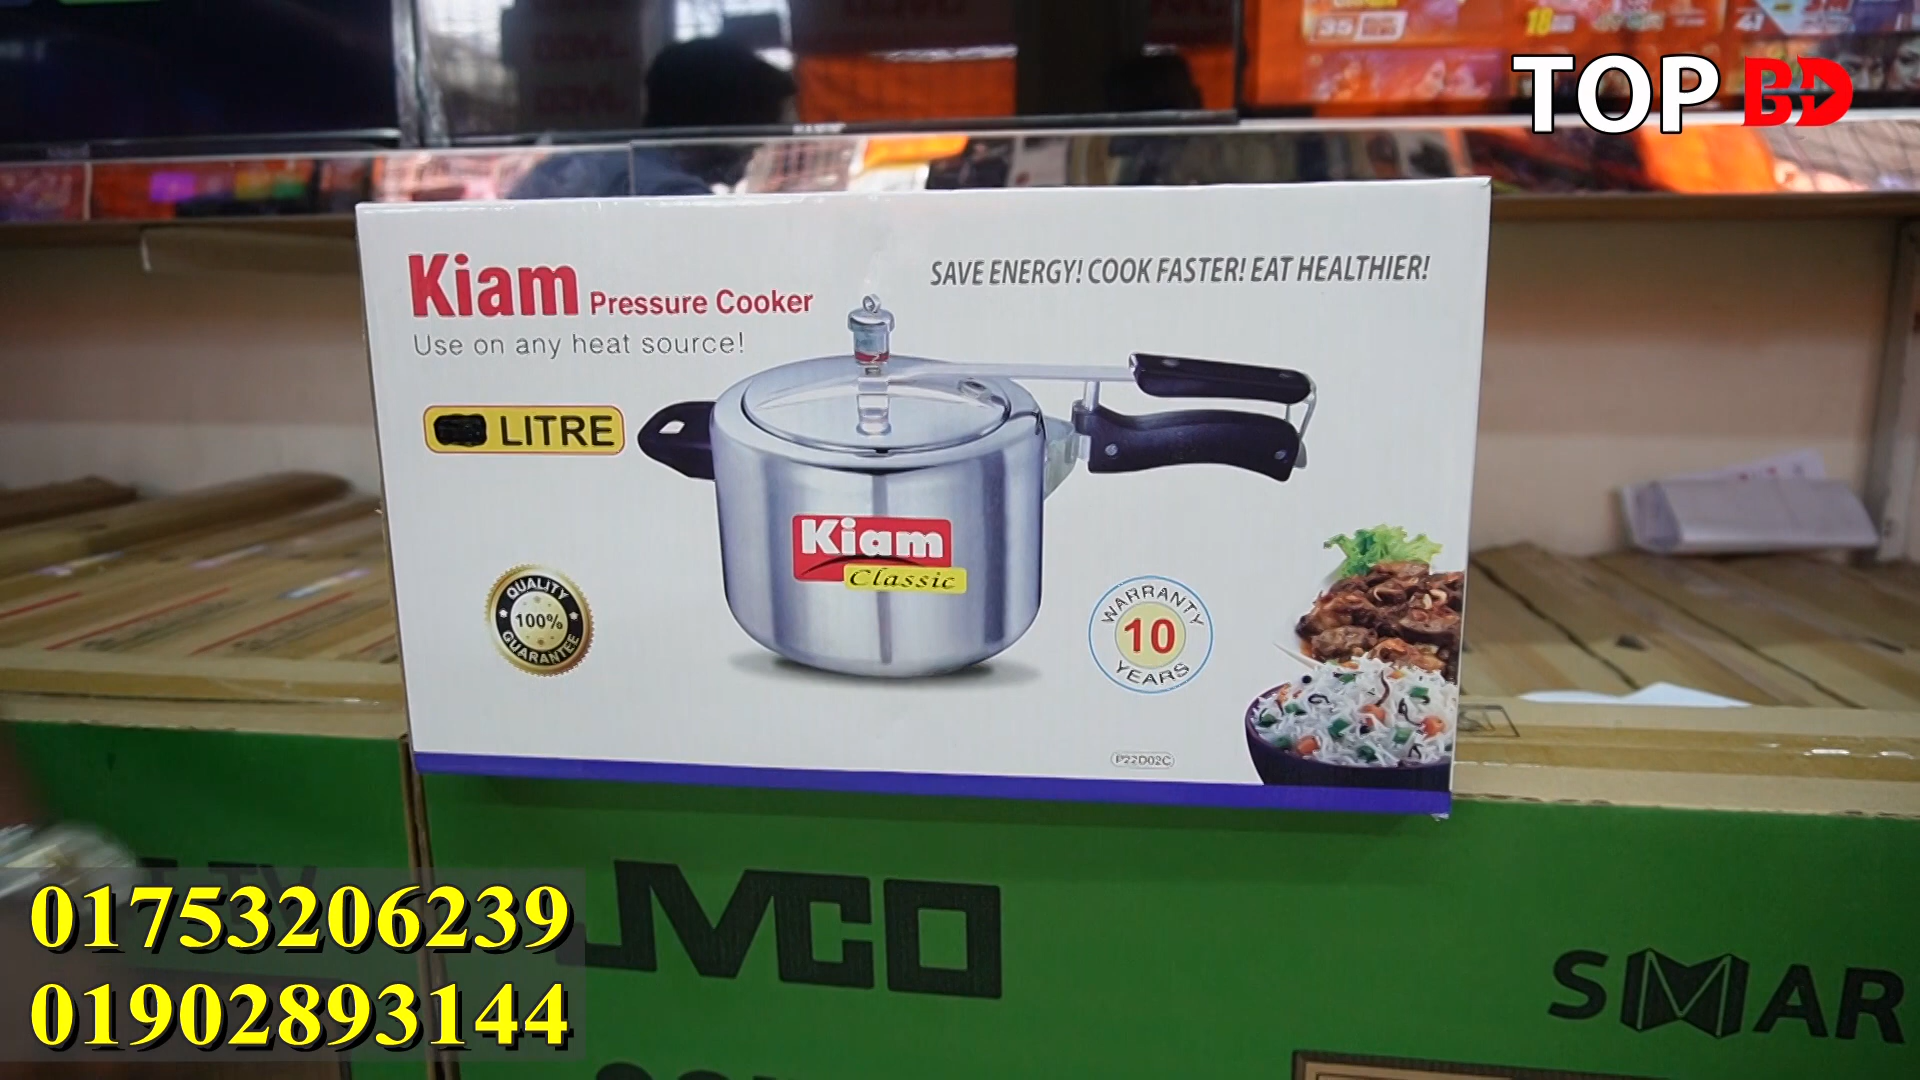 TOP BD
Kiam Pressure Cooker
Use on any heat source!
SAVE ENERGY! COOK FASTER! EAT HEALTHIER!
LITRE
Kiam
Classic
QUALITY
100%
GUARANTEE
WARRANTY
10
YEARS
P22D02C
01753206239
01902893144
JVCO
SMAR